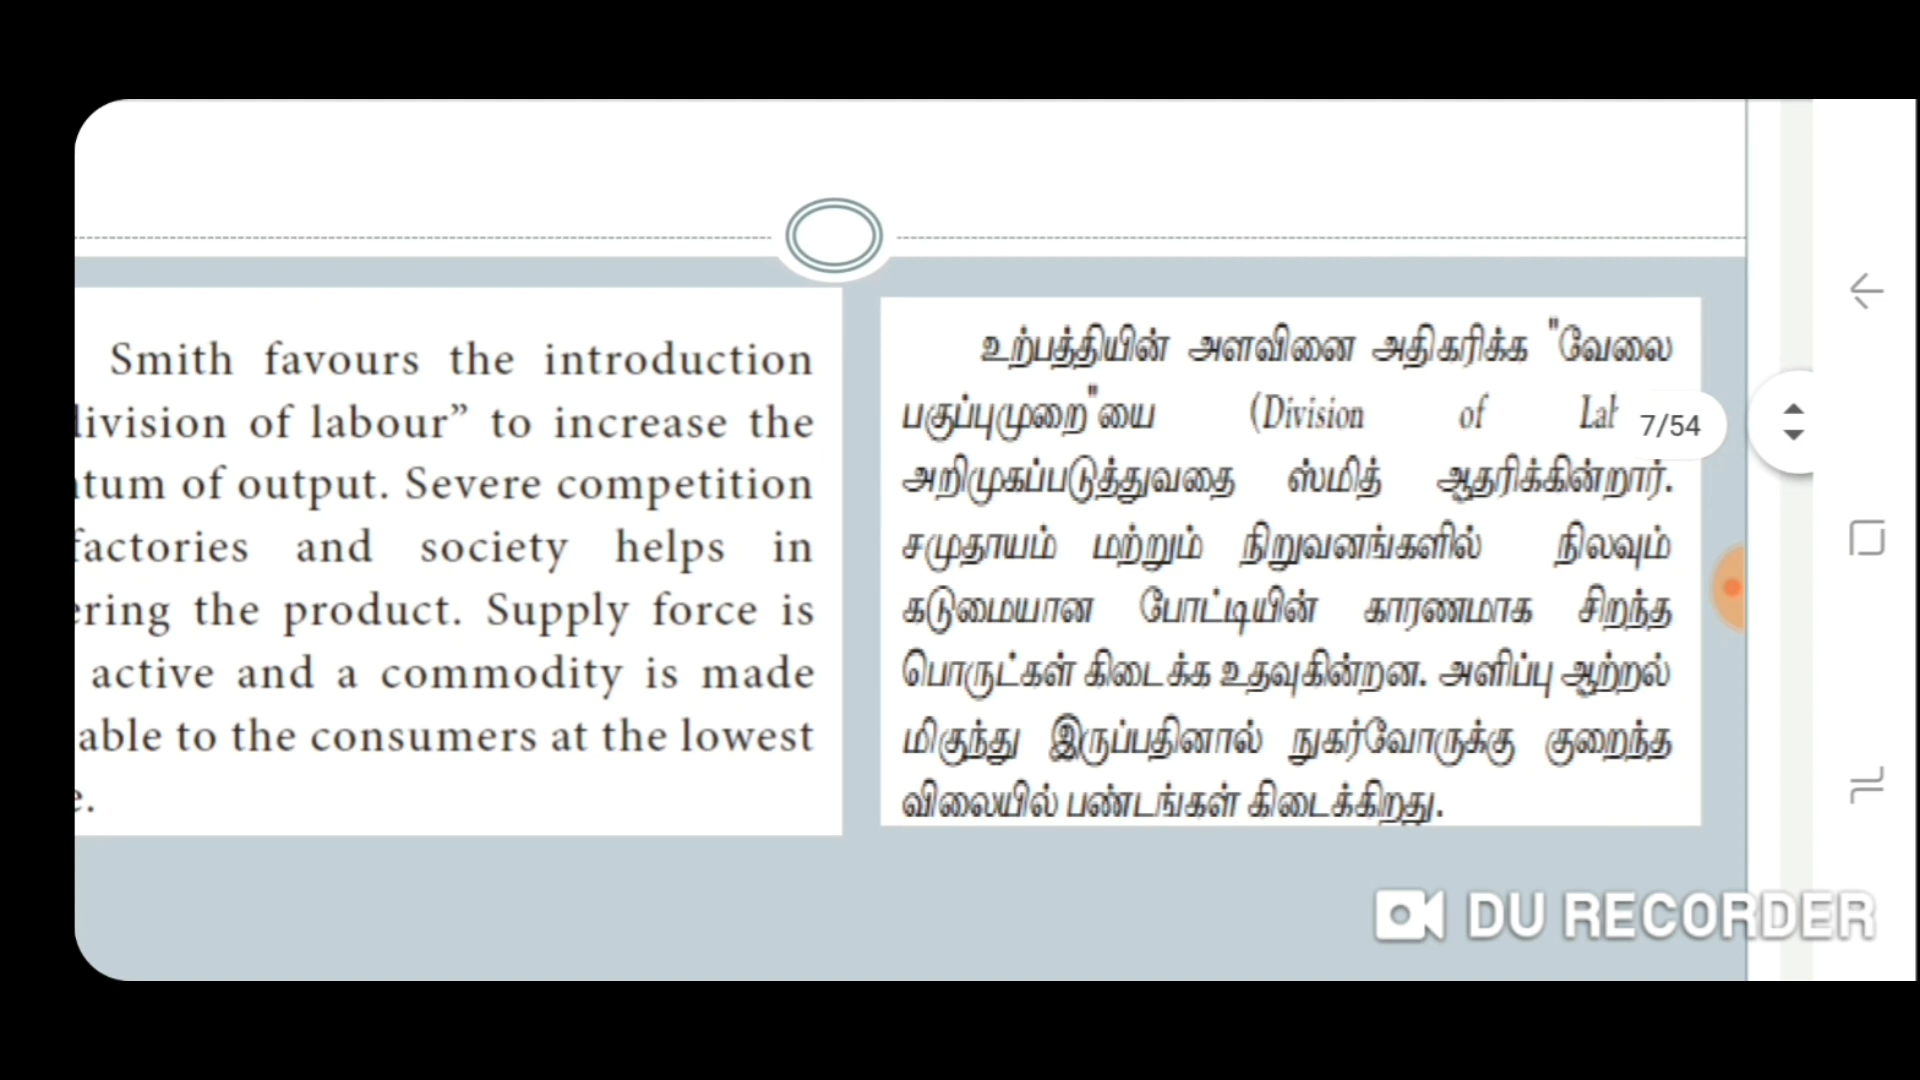 Smith favours the introduction
division of labour” to increase the
of output. Severe competition
factories and society helps in
the product. Supply force is
active and a commodity is made
able to the consumers at the lowest
உற்பத்தியின் அளவினை அதிகரிக்க "வேலை
பகுப்புமுறை"யை (Division of
அறிமுகப்படுத்துவதை ஸ்மித் ஆதரிக்கின்றார்.
சமுதாயம் மற்றும் நிறுவனங்களில் நிலவும்
கடுமையான போட்டியின் காரணமாக சிறந்த
பொருட்கள் கிடைக்க உதவுகின்றன. அளிப்பு ஆற்றல்
மிகுந்து இருப்பதினால் நுகர்வோருக்கு குறைந்த
விலையில் பண்டங்கள் கிடைக்கிறது.
7/54
DU RECORDER